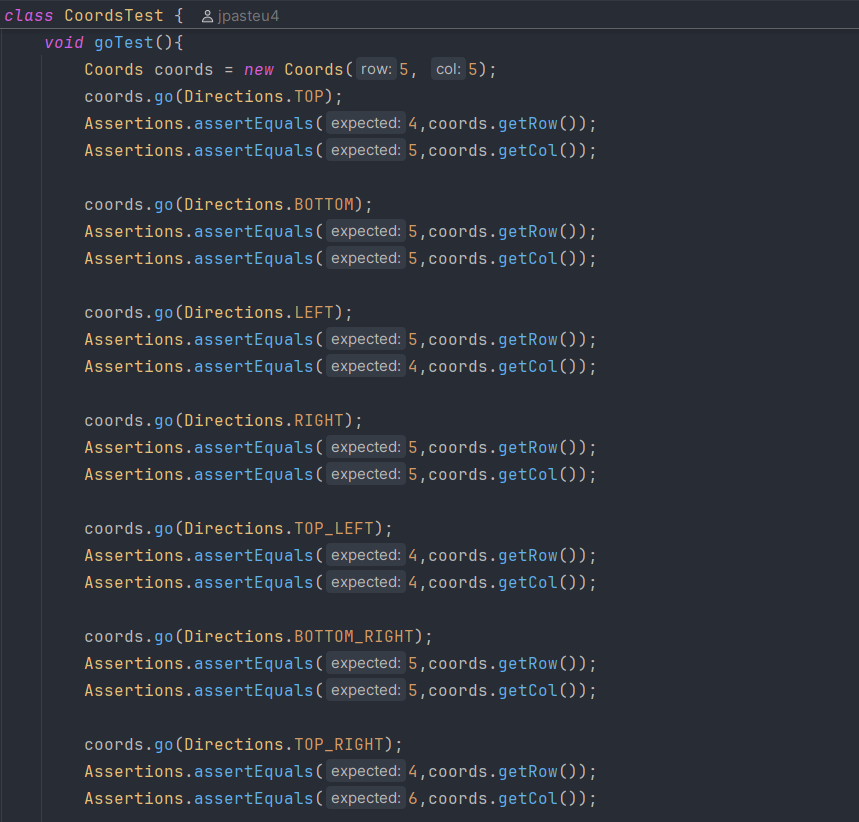 class CoordsTest { jpasteu4
void goTest(){
Coords coords = new Coords( row: 5, col: 5);
coords.go(Directions.TOP);
Assertions.assertEquals( expected: 4,coords.getRow());
Assertions.assertEquals( expected: 5,coords.getCol());
coords.go(Directions.BOTTOM);
Assertions.assertEquals( expected: 5,coords.getRow());
Assertions.assertEquals( expected: 5,coords.getCol());
coords.go(Directions.LEFT);
Assertions.assertEquals( expected: 5,coords.getRow());
Assertions.assertEquals( expected: 4,coords.getCol());
coords.go(Directions.RIGHT);
Assertions.assertEquals( expected: 5,coords.getRow());
Assertions.assertEquals( expected: 5,coords.getCol());
coords.go(Directions.TOP_LEFT);
Assertions.assertEquals( expected: 4,coords.getRow());
Assertions.assertEquals( expected: 4,coords.getCol());
coords.go(Directions.BOTTOM_RIGHT);
Assertions.assertEquals( expected: 5,coords.getRow());
Assertions.assertEquals( expected: 5,coords.getCol());
coords.go(Directions.TOP_RIGHT);
Assertions.assertEquals( expected: 4,coords.getRow());
Assertions.assertEquals( expected: 6,coords.getCol());